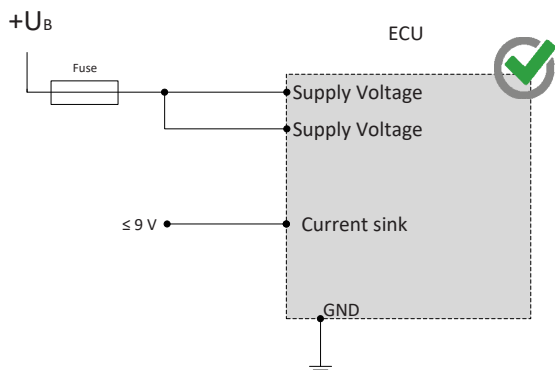 +UB
ECU
Fuse
Supply Voltage
Supply Voltage
≤ 9 V
Current sink
GND